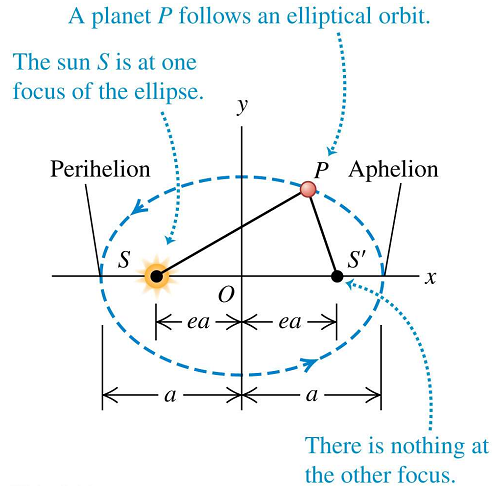 A planet P follows an elliptical orbit.
The sun S is at one
focus of the ellipse.
y
Perihelion
P
Aphelion
S
S′
x
O
ea
ea
a
a
There is nothing at
the other focus.